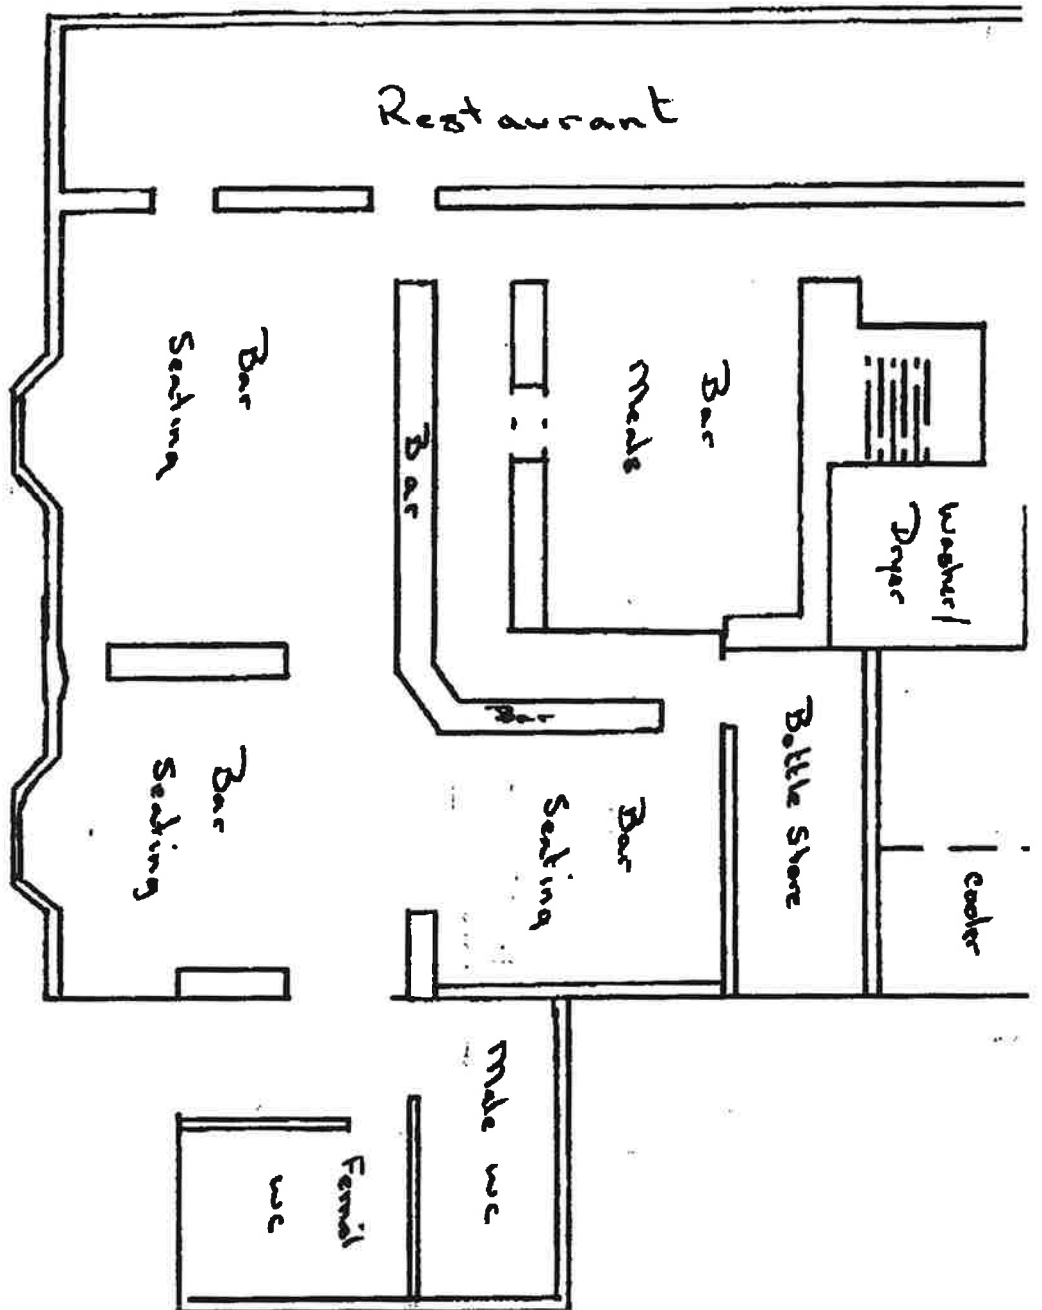 Restaurant
Bar
Seating
Bar
Meals
Bar
Washer/
Dryer
Bar
Bottle Store
Bar
Seating
Bar
Seating
Cooler
Male WC
Femail
WC